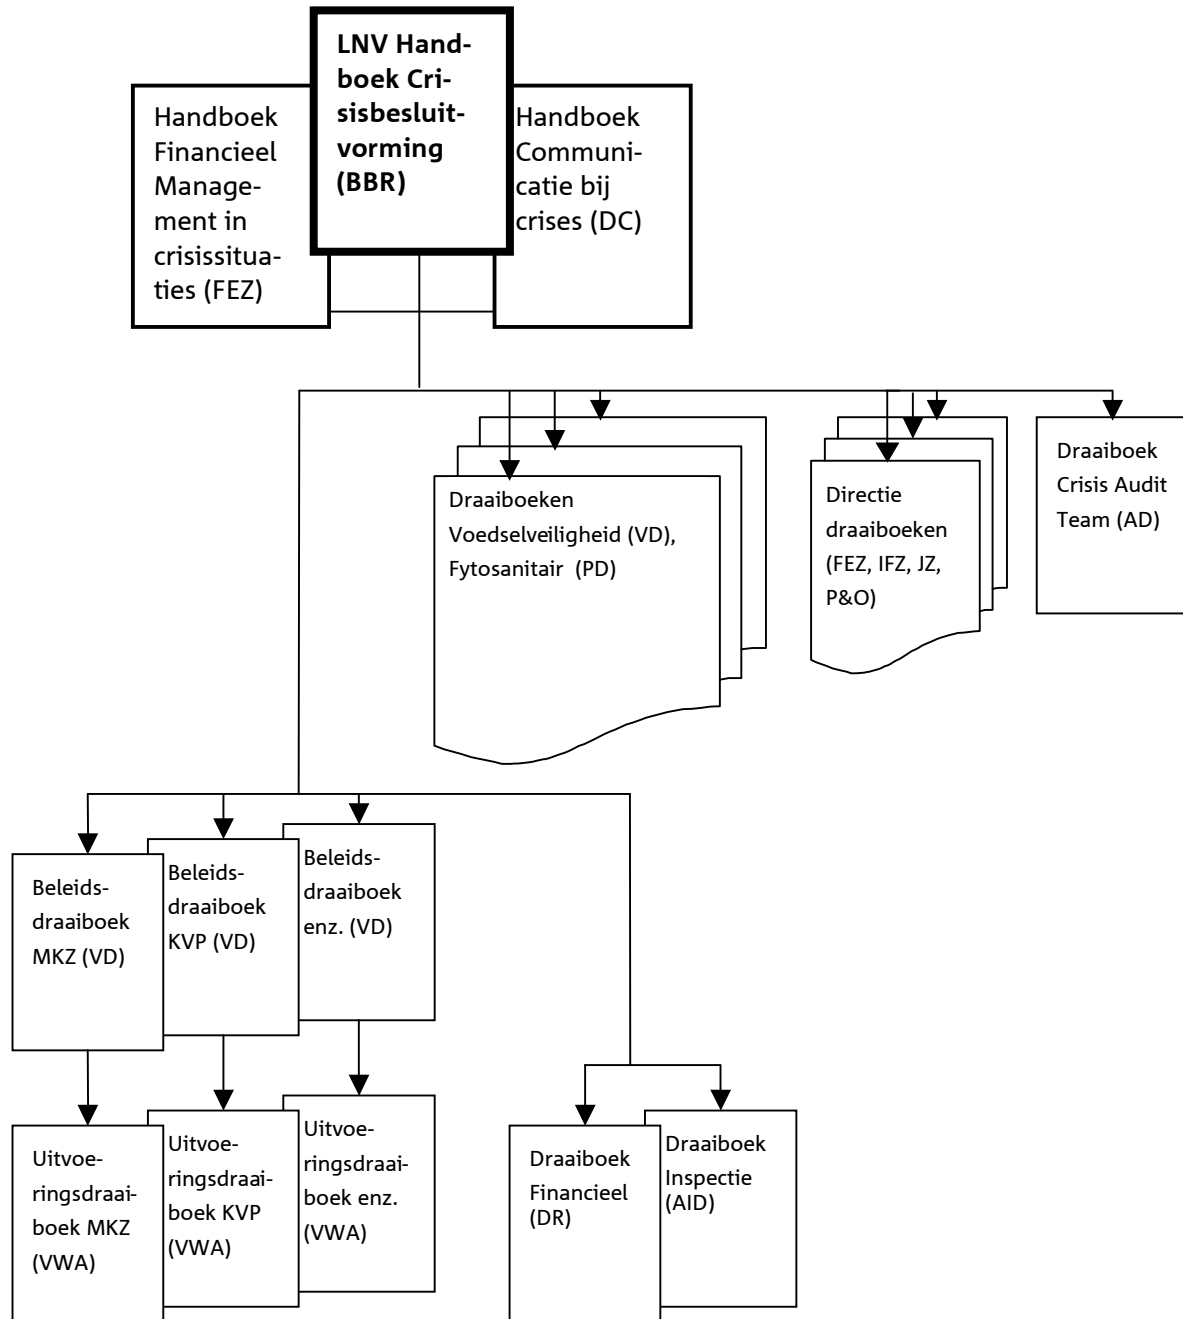 LNV Hand-
boek Cri-
sisbesluit-
vorming
(BBR)
Handboek
Financieel
Manage-
ment in
crisissitua-
ties (FEZ)
Handboek
Communi-
catie bij
crises (DC)
Draaiboeken
Voedselveiligheid (VD),
Fytosanitair (PD)
Directie
draaiboeken
(FEZ, IFZ, JZ,
P&O)
Draaiboek
Crisis Audit
Team (AD)
Beleids-
draaiboek
MKZ (VD)
Beleids-
draaiboek
KVP (VD)
Beleids-
draaiboek
enz. (VD)
Uitvoe-
ringsdraai-
boek MKZ
(VWA)
Uitvoe-
ringsdraai-
boek KVP
(VWA)
Uitvoe-
ringsdraai-
boek enz.
(VWA)
Draaiboek
Financieel
(DR)
Draaiboek
Inspectie
(AID)